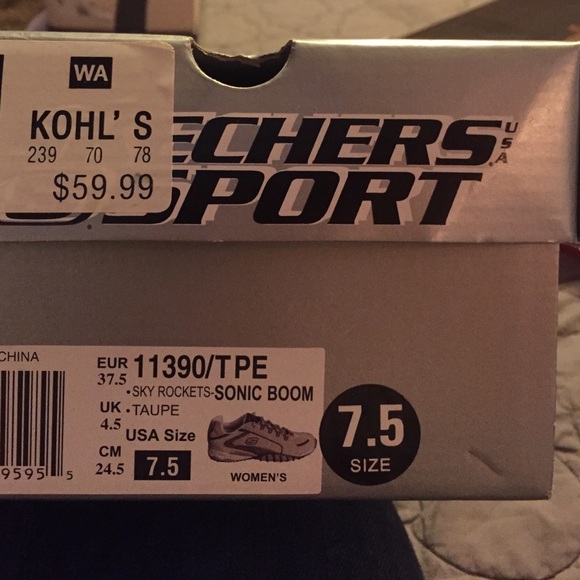 WA
KOHL' S
239 70 78
$59.99
ECHERS USA
SPORT
CHINA
EUR 37.5
UK 4.5
CM 24.5
11390/TPE
•SKY ROCKETS-SONIC BOOM
•TAUPE
USA Size
7.5
WOMEN'S
9595 5
7.5
SIZE